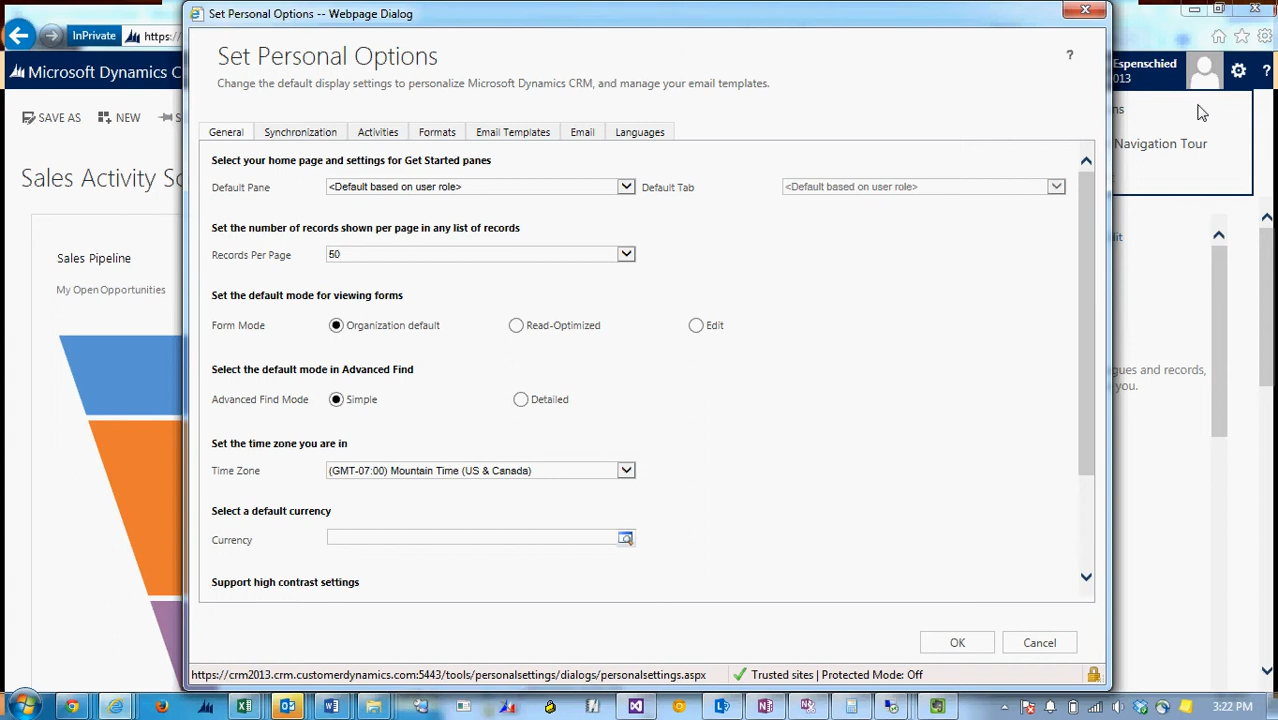 Set Personal Options -- Webpage Dialog
InPrivate
https:/
Microsoft Dynamics C
Espenschied
013
SAVE AS
NEW
S
ns
Navigation Tour
Sales Activity So
Sales Pipeline
My Open Opportunities
gues and records,
you.
Set Personal Options
?
Change the default display settings to personalize Microsoft Dynamics CRM, and manage your email templates.
General Synchronization Activities Formats Email Templates Email Languages
Select your home page and settings for Get Started panes
Default Pane <Default based on user role> Default Tab <Default based on user role>
Set the number of records shown per page in any list of records
Records Per Page 50
Set the default mode for viewing forms
Form Mode Organization default Read-Optimized Edit
Select the default mode in Advanced Find
Advanced Find Mode Simple Detailed
Set the time zone you are in
Time Zone (GMT-07:00) Mountain Time (US & Canada)
Select a default currency
Currency
Support high contrast settings
OK Cancel
https://crm2013.crm.customerdynamics.com:5443/tools/personalsettings/dialogs/personalsettings.aspx
Trusted sites | Protected Mode: Off
3:22 PM